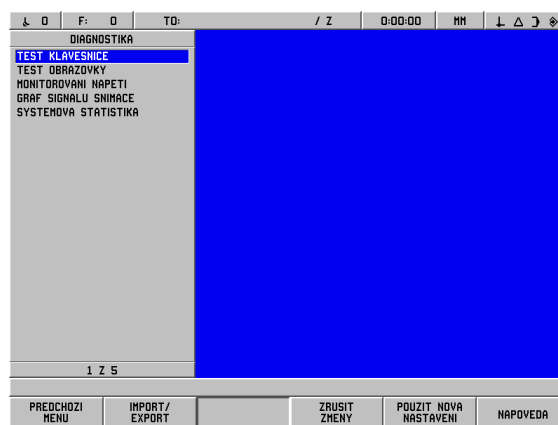 0 F: 0 T0: / Z 0:00:00 MM
DIAGNOSTIKA
TEST KLAVESNICE
TEST OBRAZOVKY
MONITOROVANI NAPETI
GRAF SIGNALU SNIMACE
SYSTEMOVA STATISTIKA
1 Z 5
PREDCHOZI
MENU
IMPORT/
EXPORT
ZRUSIT
ZMENY
POUZIT NOVA
NASTAVENI
NAPOVEDA